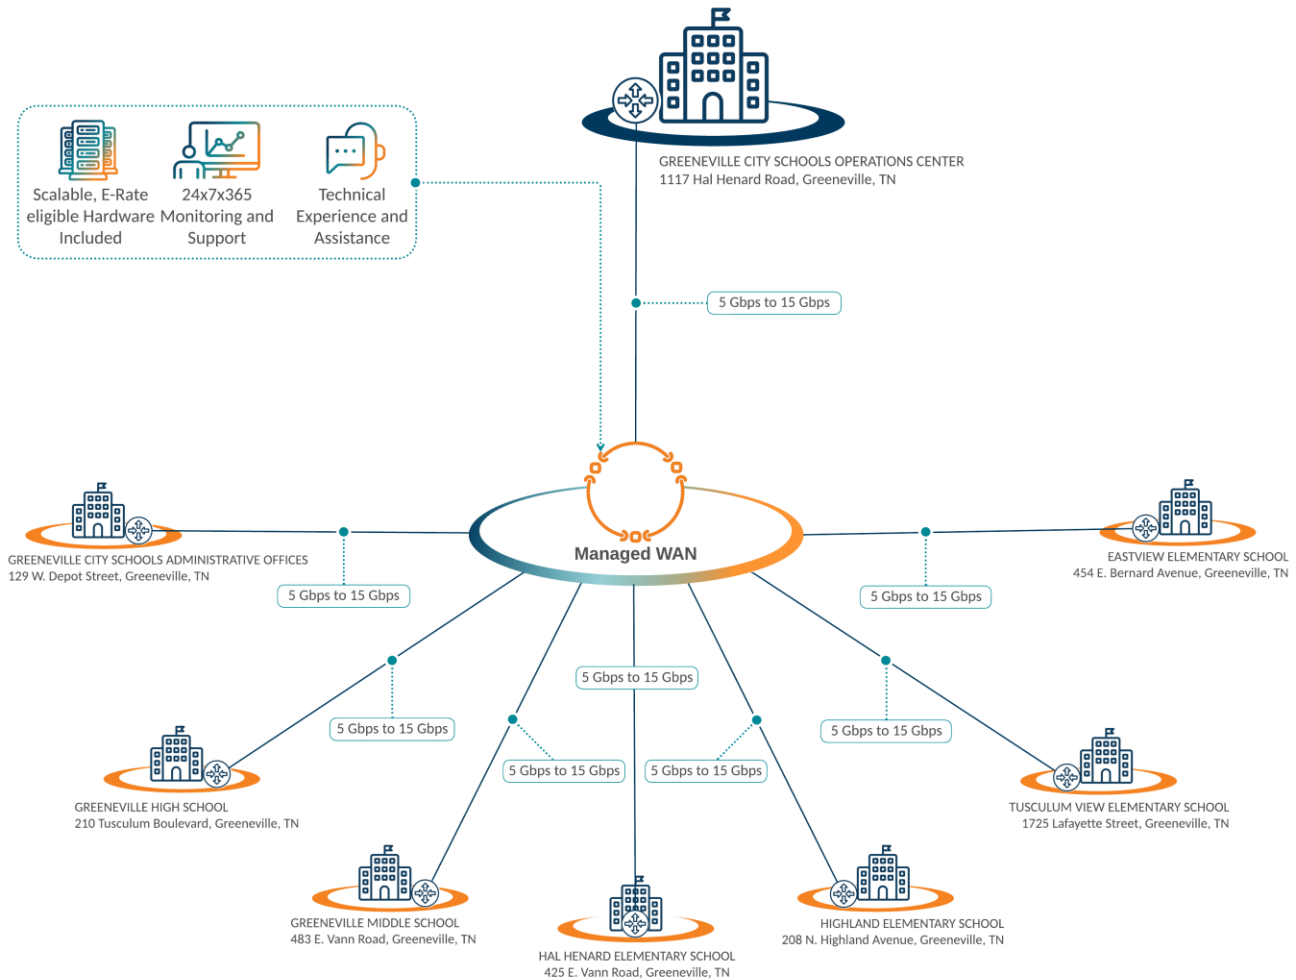 GREENEVILLE CITY SCHOOLS OPERATIONS CENTER
1117 Hal Henard Road, Greeneville, TN
Scalable, E-Rate
eligible Hardware
Included
24x7x365
Monitoring and
Support
Technical
Experience and
Assistance
5 Gbps to 15 Gbps
Managed WAN
GREENEVILLE CITY SCHOOLS ADMINISTRATIVE OFFICES
129 W. Depot Street, Greeneville, TN
5 Gbps to 15 Gbps
EASTVIEW ELEMENTARY SCHOOL
454 E. Bernard Avenue, Greeneville, TN
5 Gbps to 15 Gbps
5 Gbps to 15 Gbps
5 Gbps to 15 Gbps
5 Gbps to 15 Gbps
5 Gbps to 15 Gbps
5 Gbps to 15 Gbps
GREENEVILLE HIGH SCHOOL
210 Tusculum Boulevard, Greeneville, TN
TUSCULUM VIEW ELEMENTARY SCHOOL
1725 Lafayette Street, Greeneville, TN
GREENEVILLE MIDDLE SCHOOL
483 E. Vann Road, Greeneville, TN
HIGHLAND ELEMENTARY SCHOOL
208 N. Highland Avenue, Greeneville, TN
HAL HENARD ELEMENTARY SCHOOL
425 E. Vann Road, Greeneville, TN